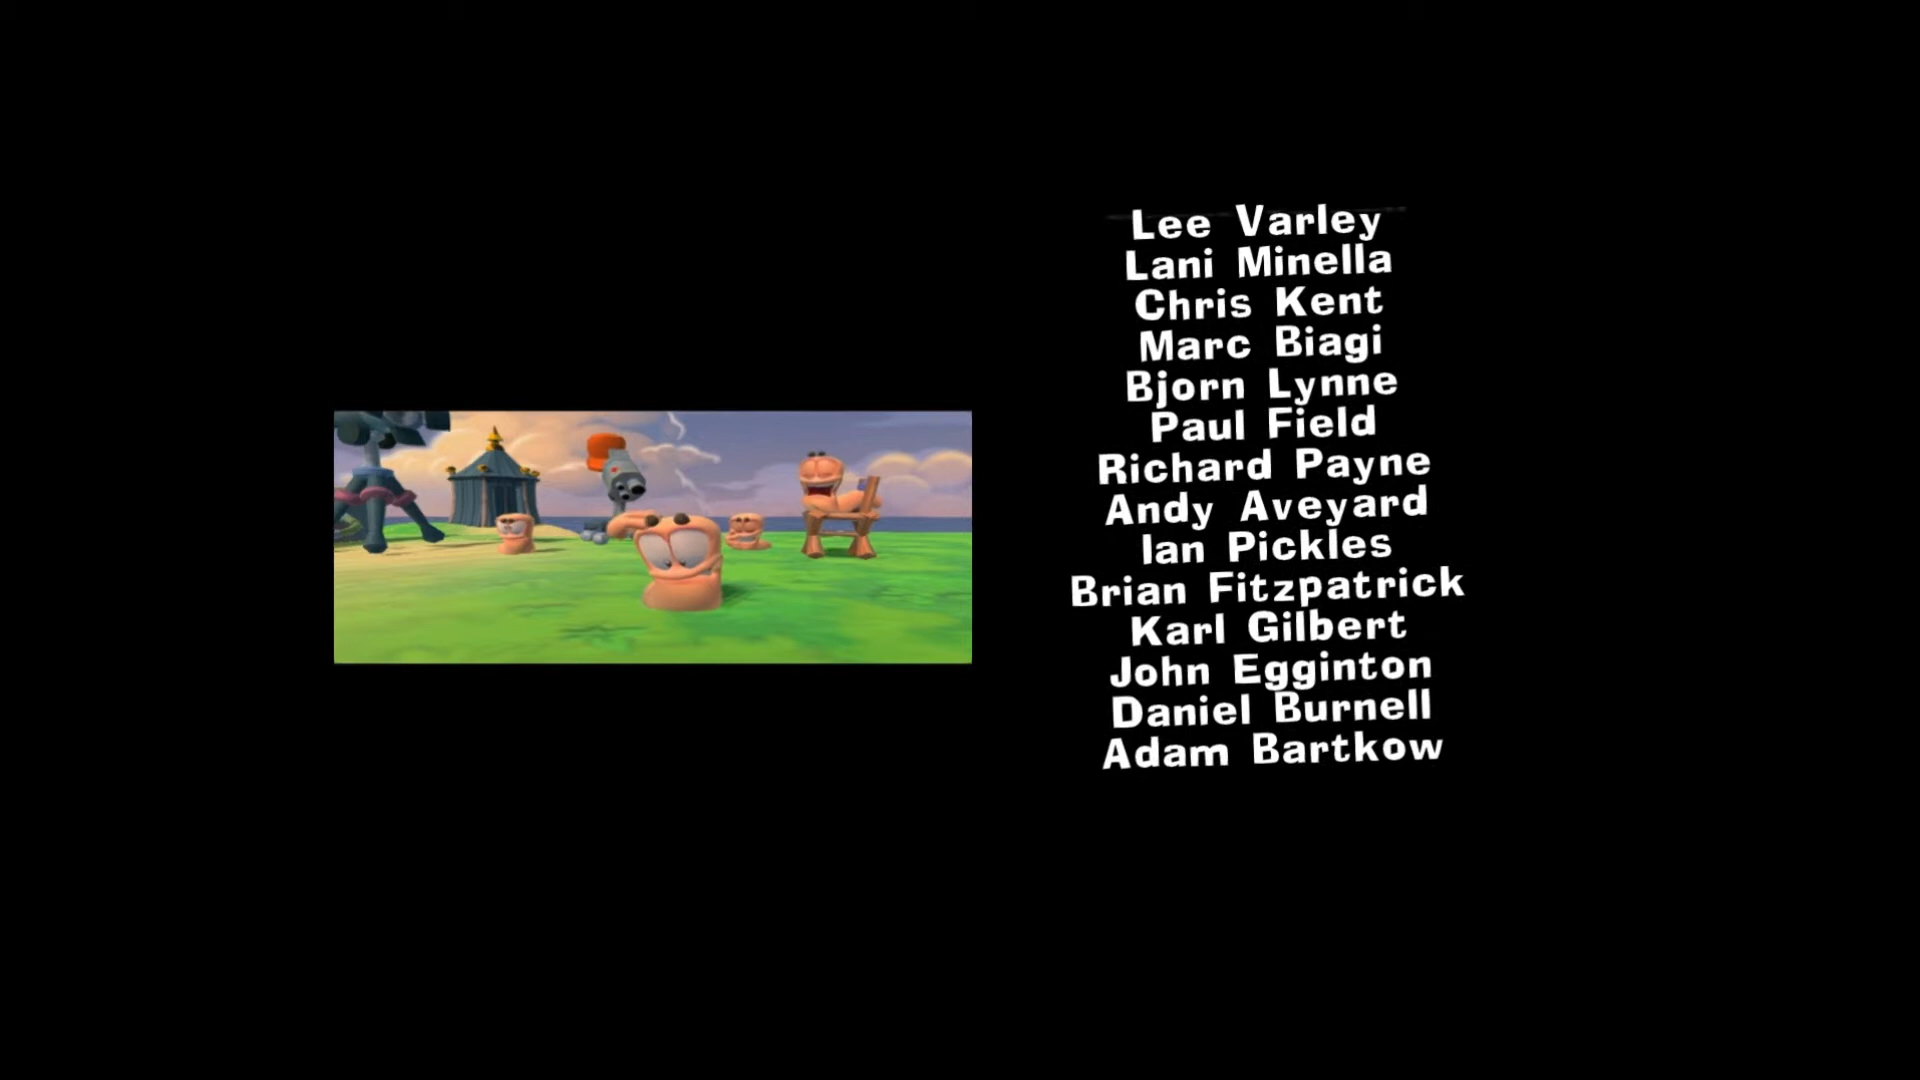 Lee Varley
Lani Minella
Chris Kent
Marc Biagi
Bjorn Lynne
Paul Field
Richard Payne
Andy Aveyard
Ian Pickles
Brian Fitzpatrick
Karl Gilbert
John Egginton
Daniel Burnell
Adam Bartkow